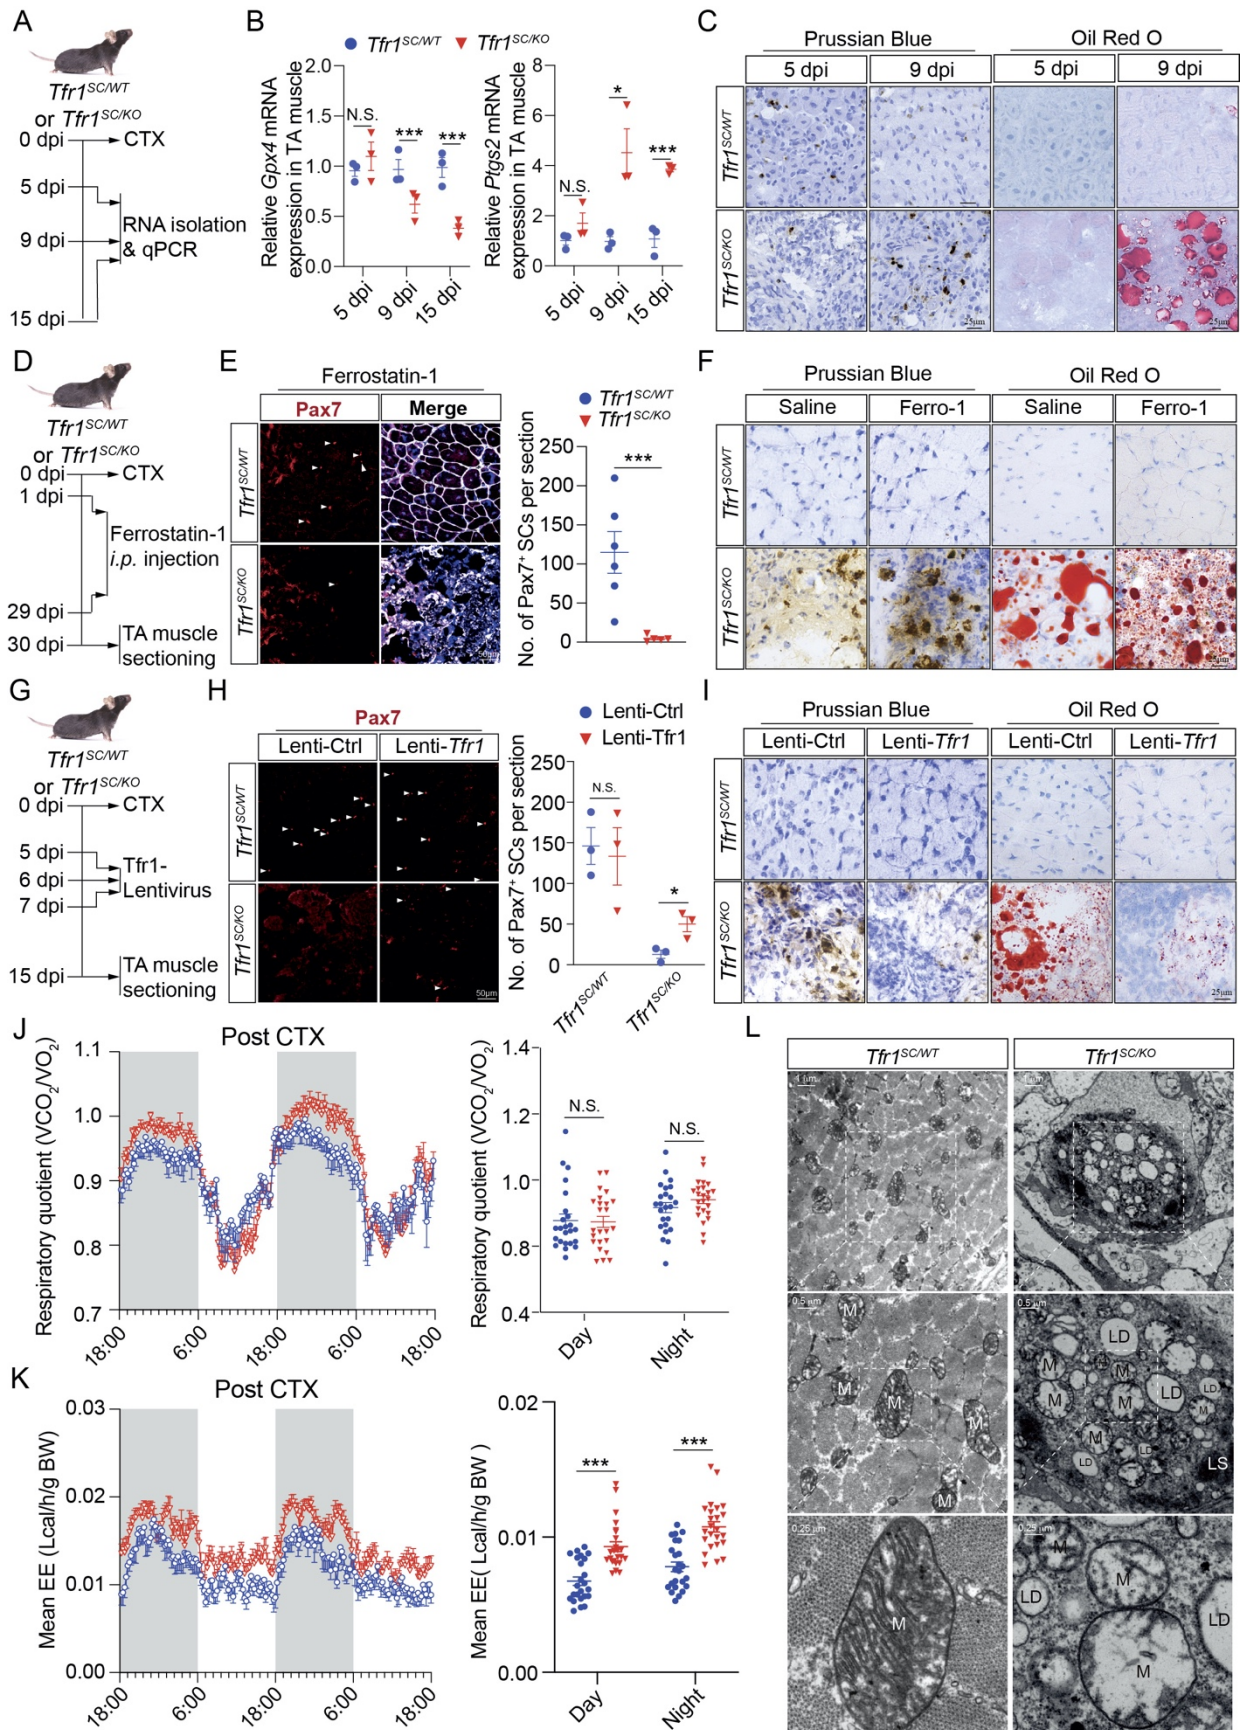 A
Tfr1SC/WT
or Tfr1SC/KO
0 dpi
CTX
5 dpi
9 dpi
15 dpi
RNA isolation
& qPCR
B
Tfr1SC/WT
Tfr1SC/KO
Relative Gpx4 mRNA
expression in TA muscle
2.0
1.5
1.0
0.5
0.0
N.S.
***
***
5 dpi
9 dpi
15 dpi
Relative Ptgs2 mRNA
expression in TA muscle
8
6
4
2
0
N.S.
*
***
5 dpi
9 dpi
15 dpi
C
Prussian Blue
Oil Red O
5 dpi
9 dpi
5 dpi
9 dpi
Tfr1SC/WT
Tfr1SC/KO
25μm
25μm
D
Tfr1SC/WT
or Tfr1SC/KO
0 dpi
CTX
1 dpi
Ferrostatin-1
i.p. injection
29 dpi
30 dpi
TA muscle
sectioning
E
Ferrostatin-1
Pax7
Merge
Tfr1SC/WT
Tfr1SC/KO
50μm
Tfr1SC/WT
Tfr1SC/KO
No. of Pax7+ SCs per section
250
200
150
100
50
0
***
F
Prussian Blue
Oil Red O
Saline
Ferro-1
Saline
Ferro-1
Tfr1SC/WT
Tfr1SC/KO
25μm
G
Tfr1SC/WT
or Tfr1SC/KO
0 dpi
CTX
5 dpi
6 dpi
7 dpi
Tfr1-
Lentivirus
15 dpi
TA muscle
sectioning
H
Pax7
Lenti-Ctrl
Lenti-Tfr1
Tfr1SC/WT
Tfr1SC/KO
50μm
Lenti-Ctrl
Lenti-Tfr1
No. of Pax7+ SCs per section
250
200
150
100
50
0
N.S.
*
Tfr1SC/WT
Tfr1SC/KO
I
Prussian Blue
Oil Red O
Lenti-Ctrl
Lenti-Tfr1
Lenti-Ctrl
Lenti-Tfr1
Tfr1SC/WT
Tfr1SC/KO
25μm
J
Post CTX
Respiratory quotient (VCO2/VO2)
1.1
1.0
0.9
0.8
0.7
18:00
6:00
18:00
6:00
18:00
Respiratory quotient (VCO2/VO2)
1.4
1.2
1.0
0.8
0.6
0.4
N.S.
N.S.
Day
Night
K
Post CTX
Mean EE (Lcal/h/g BW)
0.03
0.02
0.01
0.00
18:00
6:00
18:00
6:00
18:00
Mean EE( Lcal/h/g BW )
0.02
0.01
0.00
***
***
Day
Night
L
Tfr1SC/WT
Tfr1SC/KO
1 μm
1 μm
0.5 μm
M
M
M
M
M
0.5 μm
LD
M
M
M
M
LD
LD
M
M
LD
LD
LS
0.25 μm
M
0.25 μm
M
M
LD
LD
M